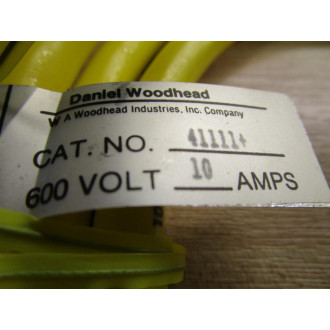 Daniel Woodhead
A Woodhead Industries, Inc. Company
CAT. NO. 41111+
600 VOLT 10 AMPS